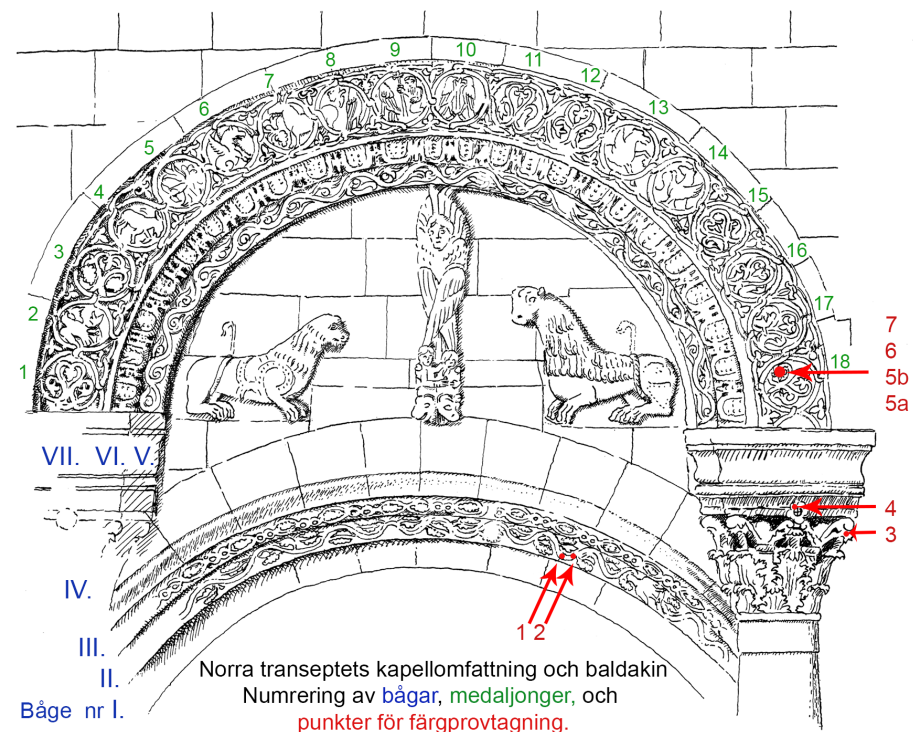 1
2
3
4
5
6
7
8
9
10
11
12
13
14
15
16
17
18
7
6
5b
5a
4
3
1 2
VII. VI. V.
IV.
III.
II.
Båge nr I.
Norra transeptets kapellomfattning och baldakin
Numrering av bågar, medaljonger, och
punkter för färgprovtagning.